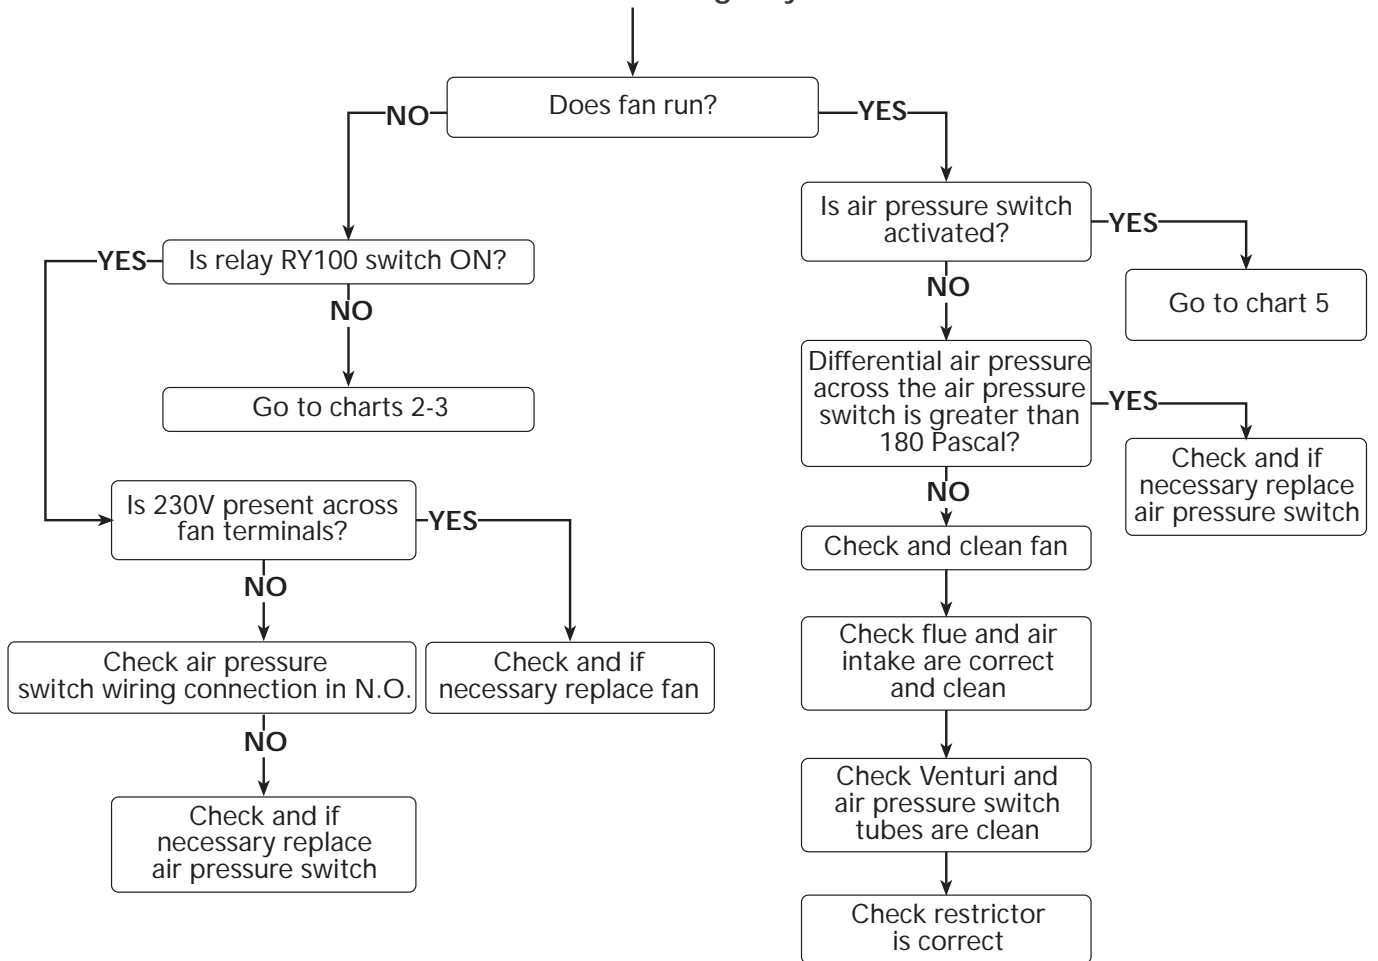 Does fan run?
NO
YES
Is air pressure switch
activated?
YES
YES
Is relay RY100 switch ON?
NO
NO
Go to chart 5
Differential air pressure
across the air pressure
switch is greater than
180 Pascal?
YES
Go to charts 2-3
Check and if
necessary replace
air pressure switch
Is 230V present across
fan terminals?
YES
NO
Check and clean fan
NO
Check flue and air
intake are correct
and clean
Check air pressure
switch wiring connection in N.O.
Check and if
necessary replace fan
NO
Check Venturi and
air pressure switch
tubes are clean
Check and if
necessary replace
air pressure switch
Check restrictor
is correct